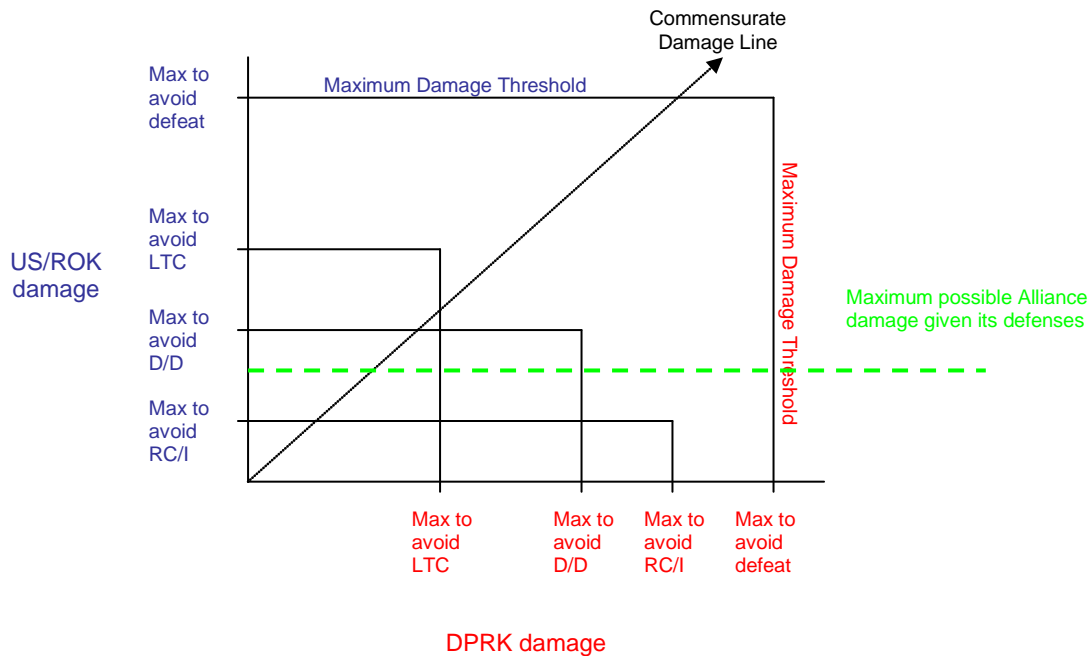 Commensurate
Damage Line
Max to
avoid
defeat
Maximum Damage Threshold
Maximum Damage Threshold
Max to
avoid
LTC
US/ROK
damage
Maximum possible Alliance
damage given its defenses
Max to
avoid
D/D
Max to
avoid
RC/I
Max to
avoid
LTC
Max to
avoid
D/D
Max to
avoid
RC/I
Max to
avoid
defeat
DPRK damage